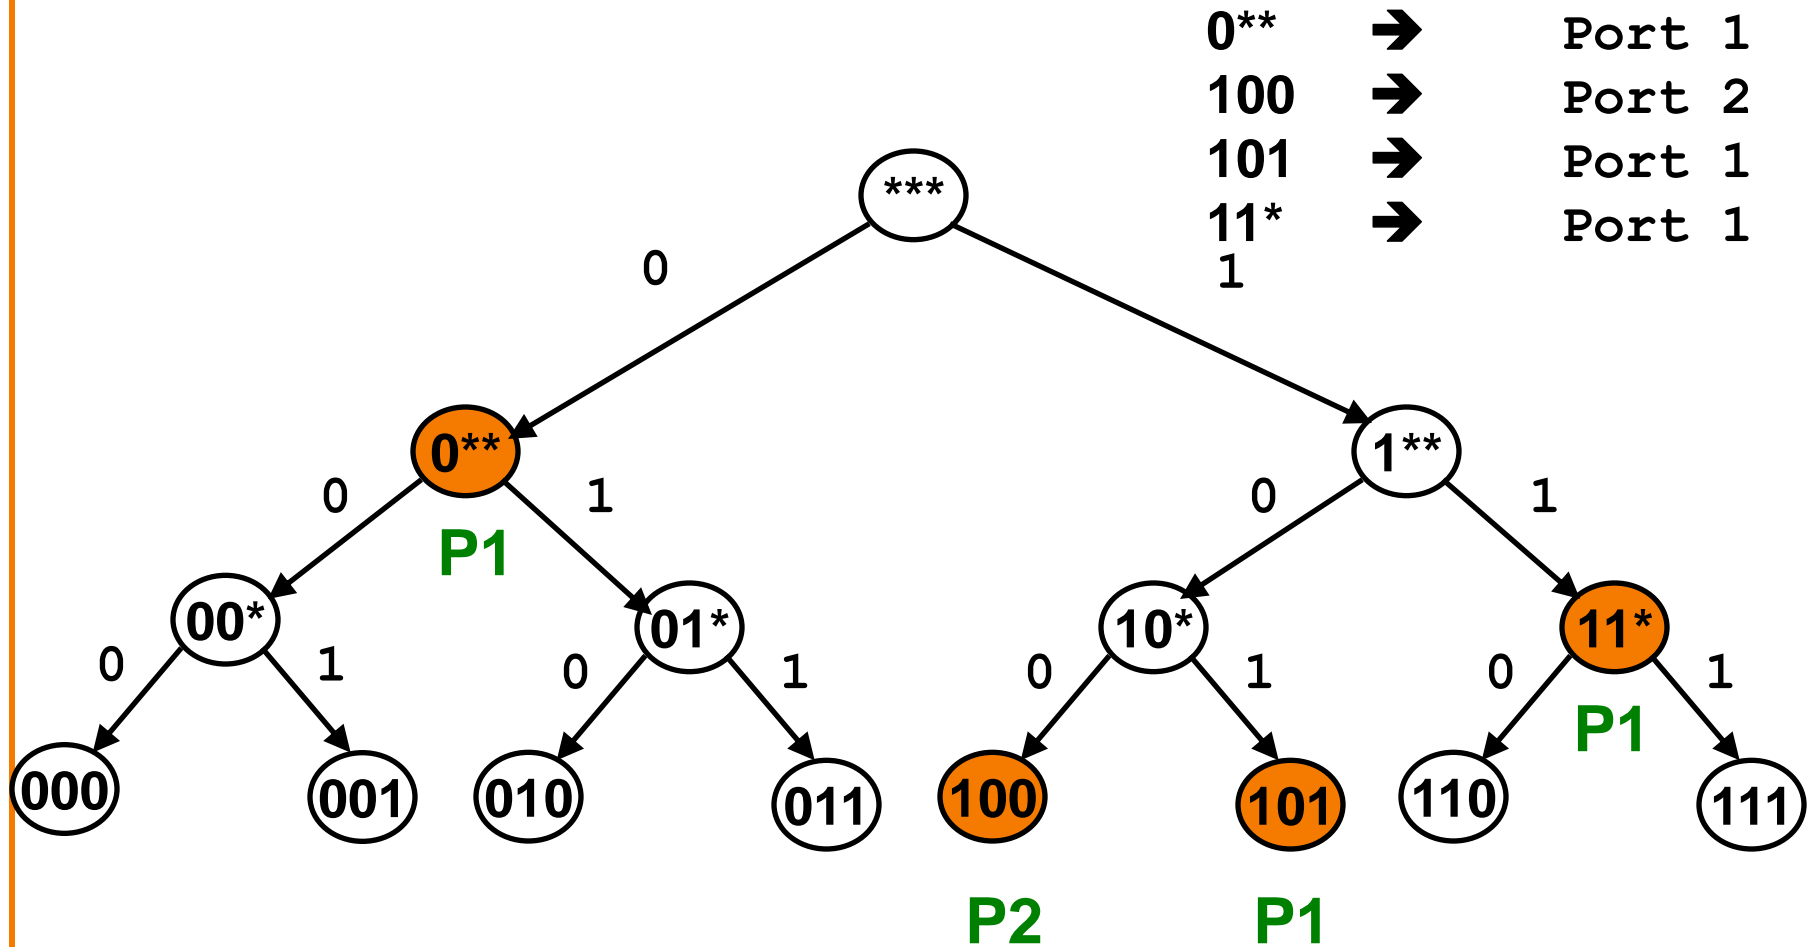 0** 🡺 Port 1
100 🡺 Port 2
101 🡺 Port 1
11* 🡺 Port 1
***
0 1
0** 1**
0 1 0 1
P1
00* 01* 10* 11*
0 1 0 1 0 1 0 1
P1
000 001 010 011 100 101 110 111
P2 P1